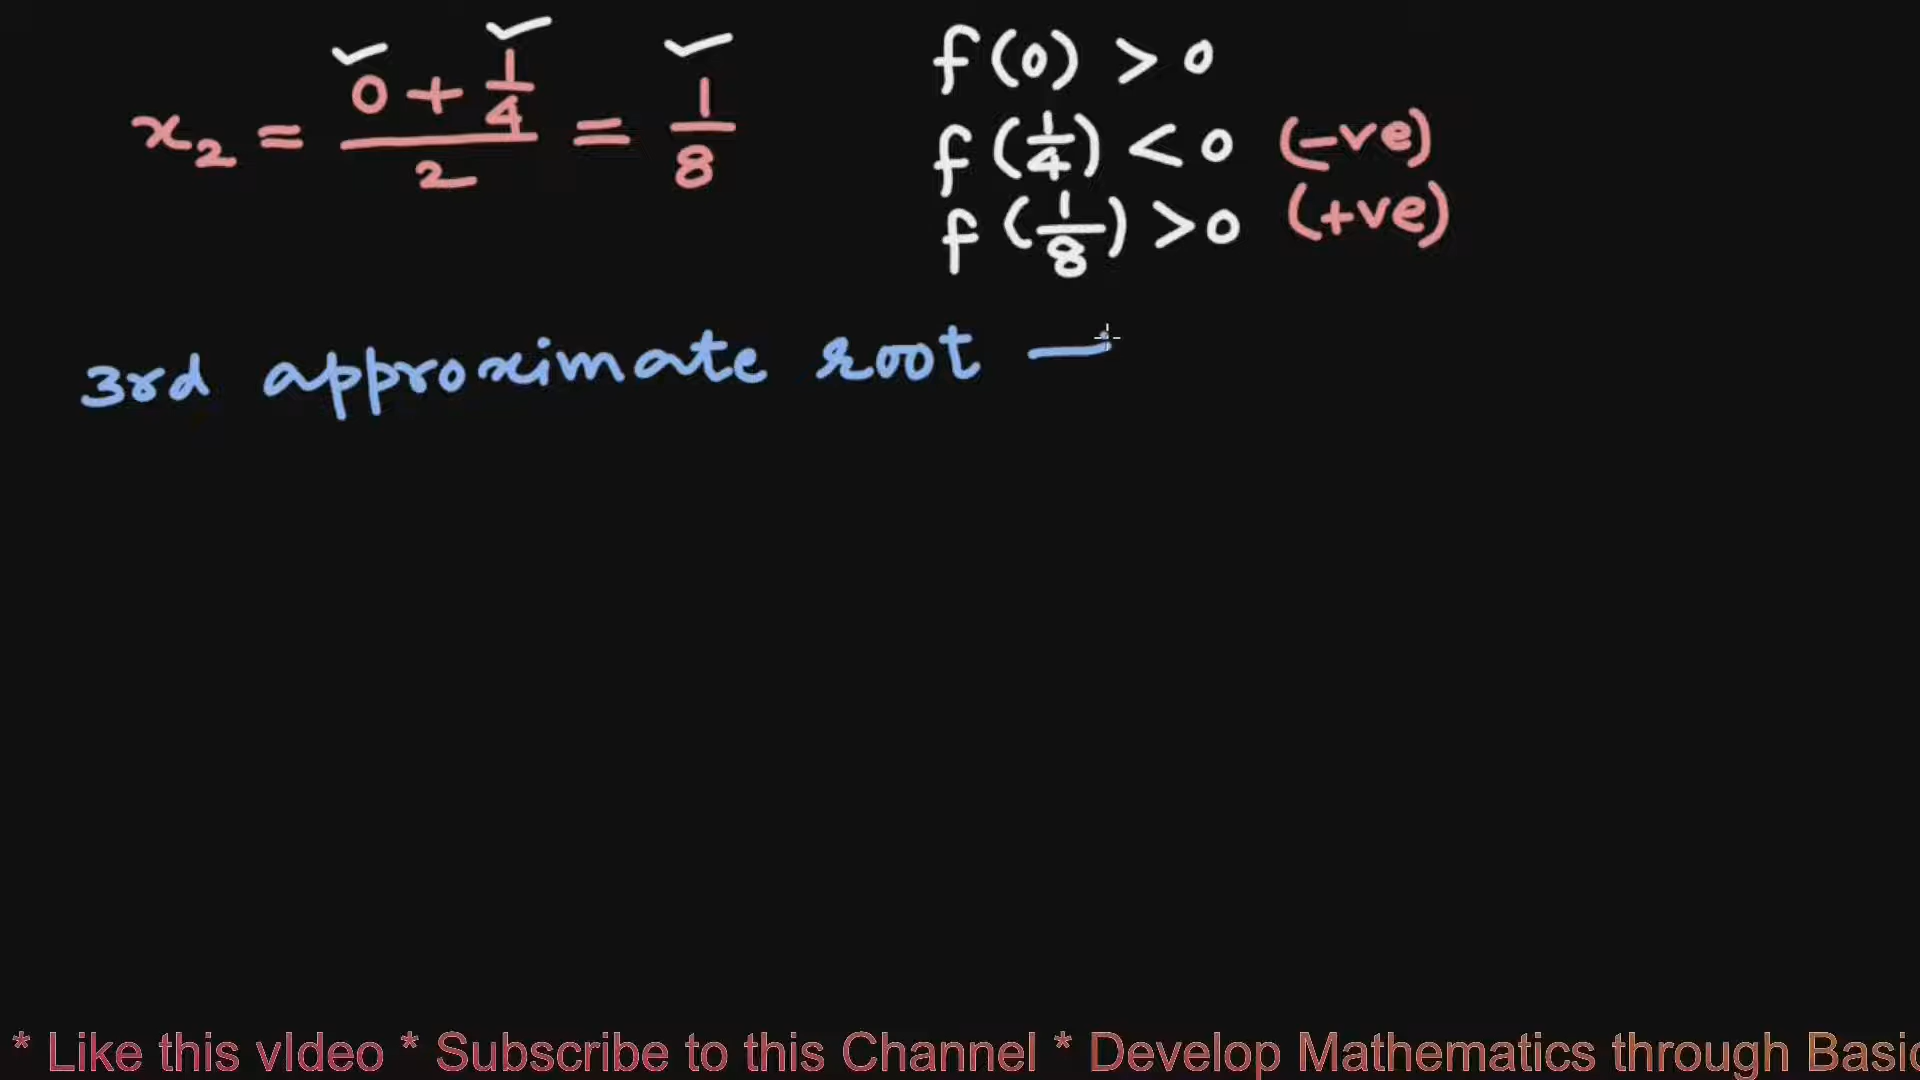 x₂ = (0 + 1/4)/2 = 1/8
f(0) > 0
f(1/4) < 0 (-ve)
f(1/8) > 0 (+ve)
3rd approximate root —
* Like this vIdeo * Subscribe to this Channel * Develop Mathematics through Basic